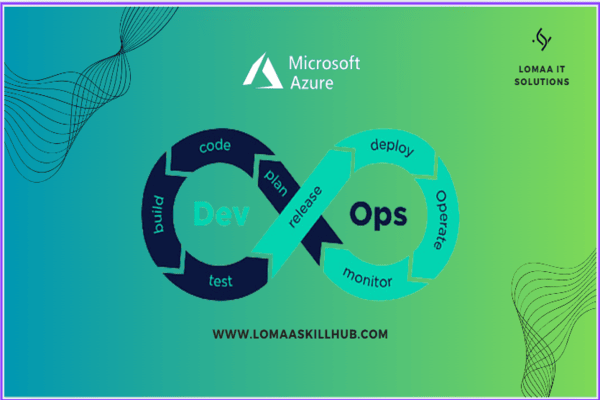 Microsoft
Azure
LOMAA IT
SOLUTIONS
code
plan
build
Dev
test
release
deploy
Ops
Operate
monitor
WWW.LOMAASKILLHUB.COM